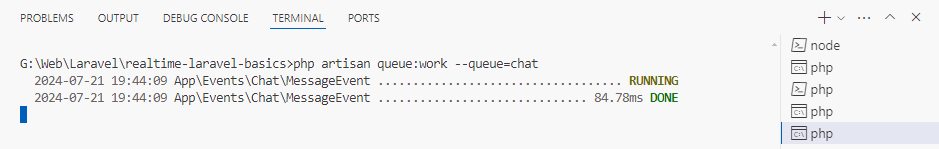 PROBLEMS OUTPUT DEBUG CONSOLE TERMINAL PORTS
G:\Web\Laravel\realtime-laravel-basics>php artisan queue:work --queue=chat
2024-07-21 19:44:09 App\Events\Chat\MessageEvent ................................... RUNNING
2024-07-21 19:44:09 App\Events\Chat\MessageEvent .............................. 84.78ms DONE
node
php
php
php
php